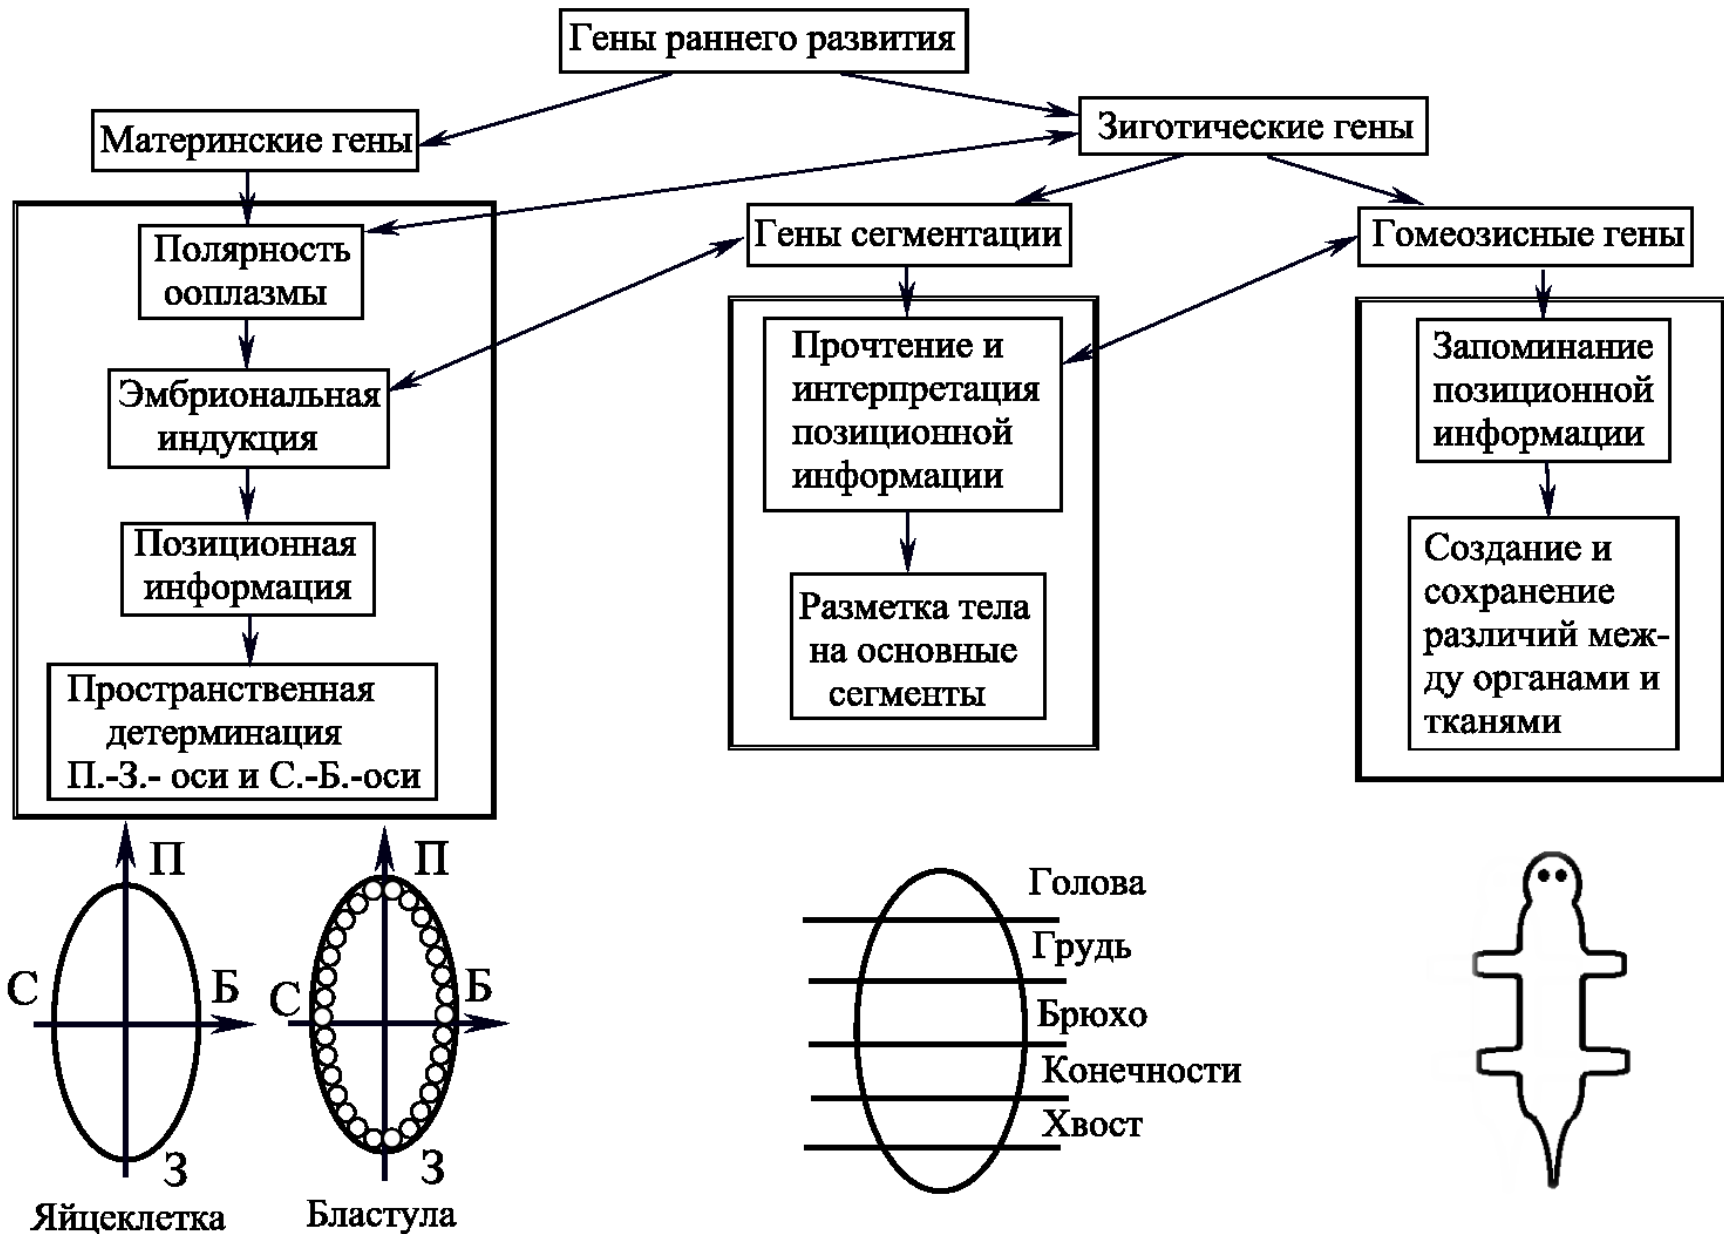 Гены раннего развития
Материнские гены
Зиготические гены
Полярность
ооплазмы
Эмбриональная
индукция
Позиционная
информация
Пространственная
детерминация
П.-З.- оси и С.-Б.-оси
Гены сегментации
Прочтение и
интерпретация
позиционной
информации
Разметка тела
на основные
сегменты
Гомеозисные гены
Запоминание
позиционной
информации
Создание и
сохранение
различий меж-
ду органами и
тканями
П
С
Б
З
Яйцеклетка
П
С
Б
З
Бластула
Голова
Грудь
Брюхо
Конечности
Хвост